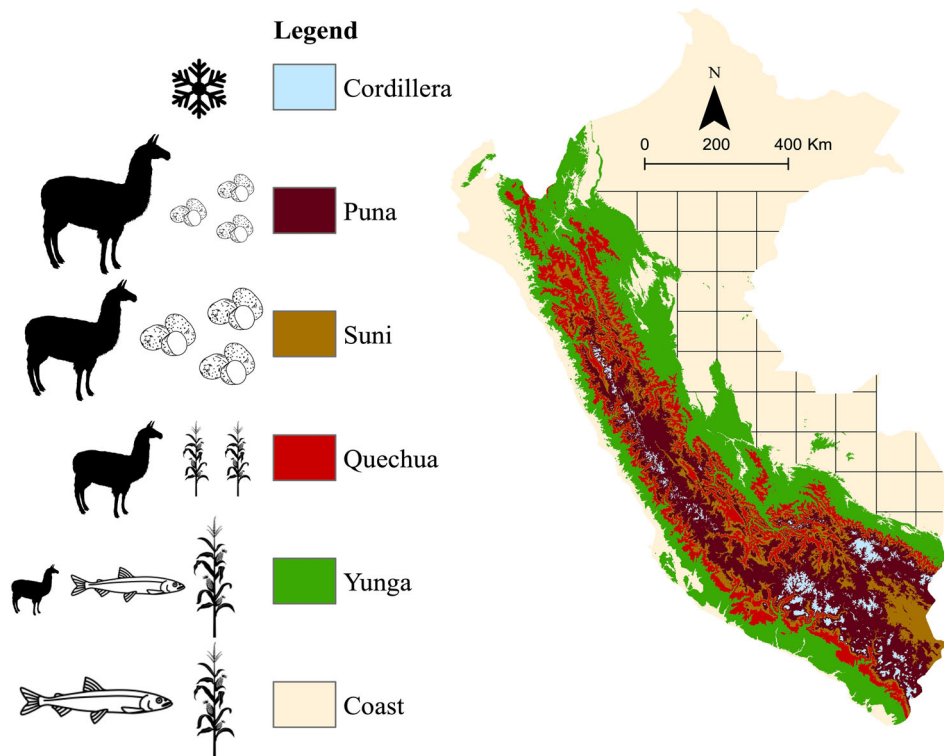 Legend
Cordillera
Puna
Suni
Quechua
Yunga
Coast
N
0 200 400 Km